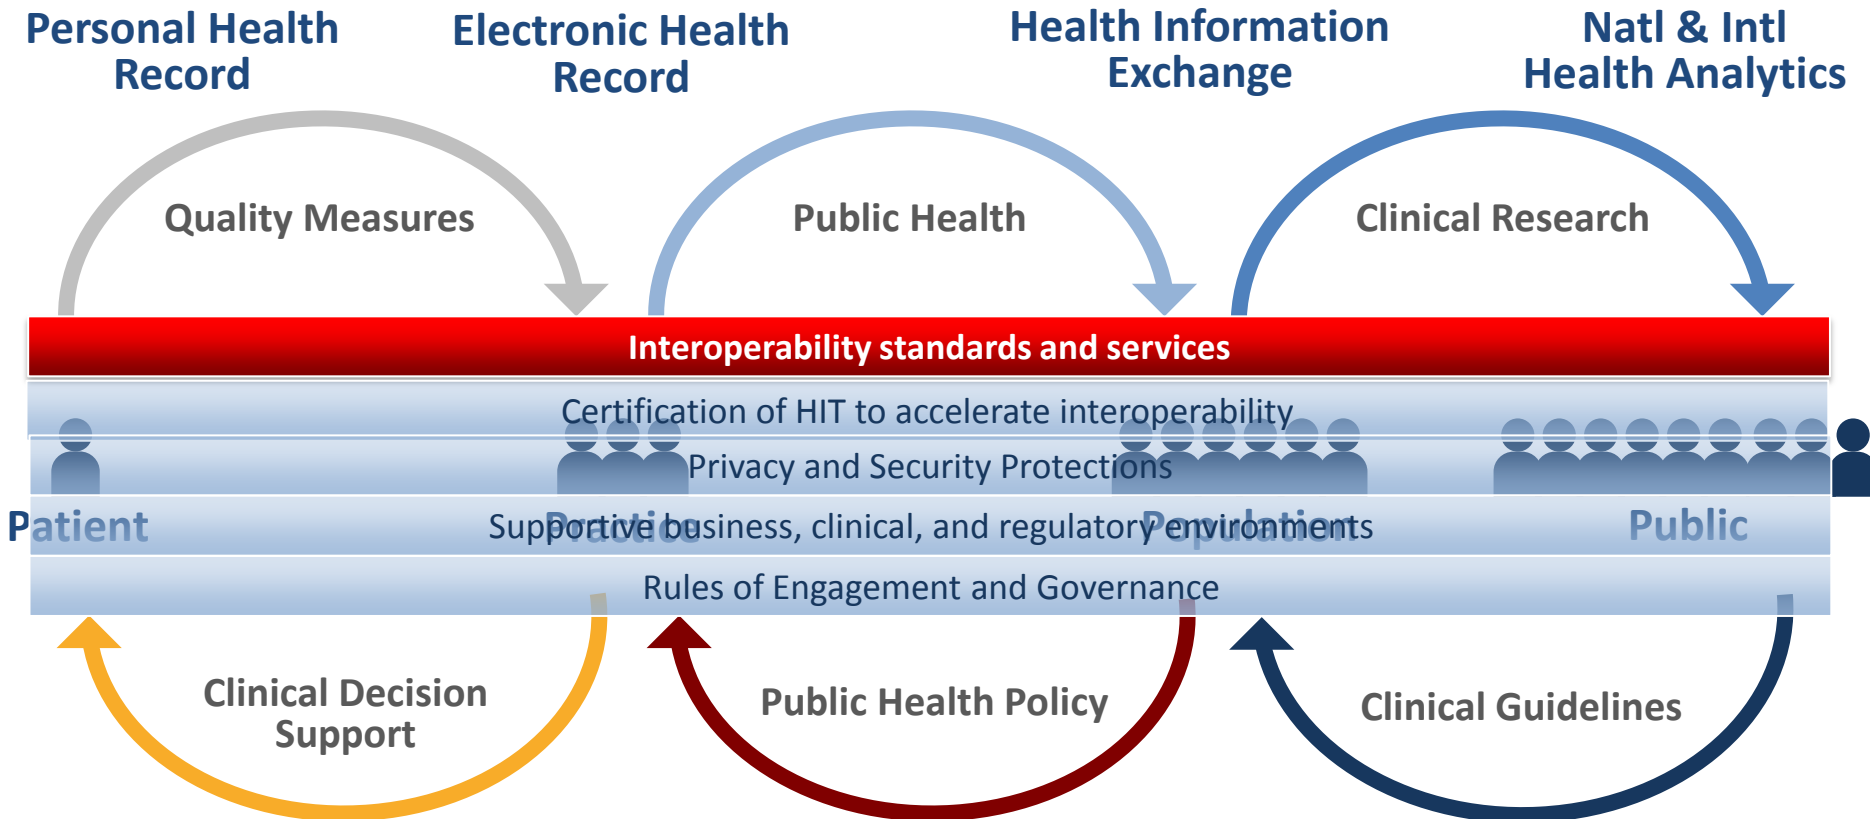 Personal Health
Record
Electronic Health
Record
Health Information
Exchange
Natl & Intl
Health Analytics
Quality Measures
Public Health
Clinical Research
Interoperability standards and services
Certification of HIT to accelerate interoperability
Privacy and Security Protections
Patient
Practice
Supportive business, clinical, and regulatory environments
Population
Public
Rules of Engagement and Governance
Clinical Decision
Support
Public Health Policy
Clinical Guidelines